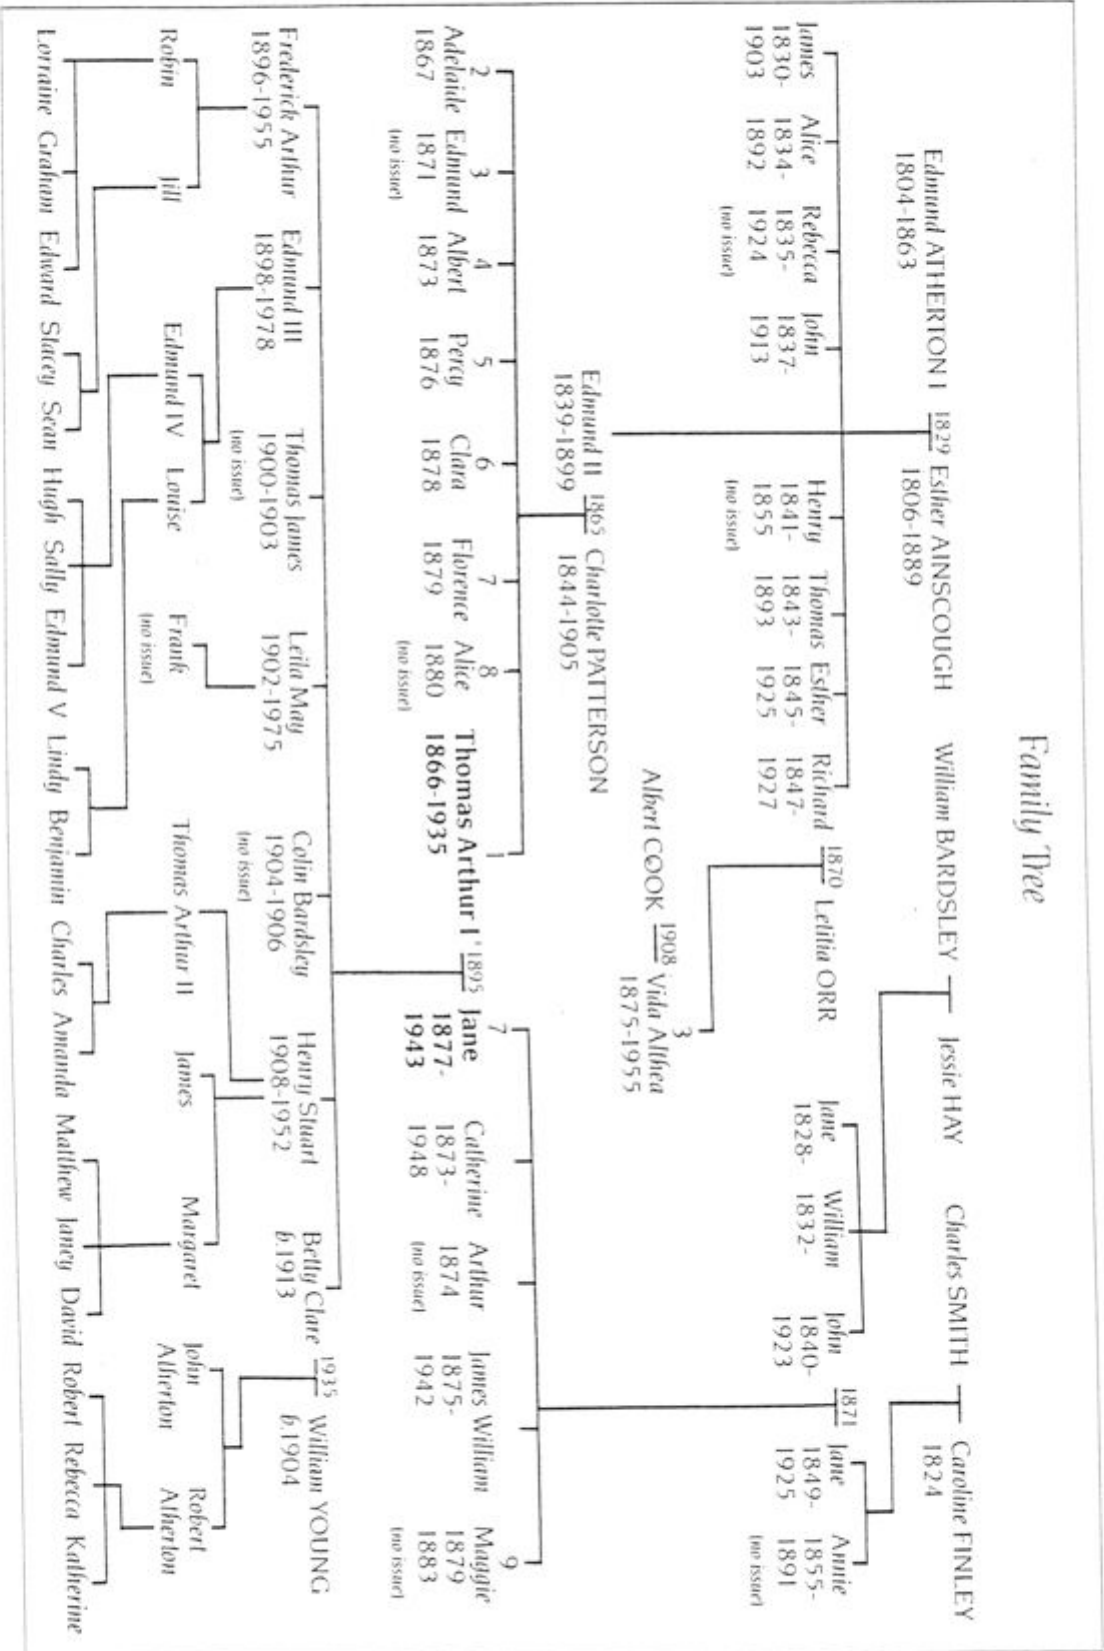 Family Tree
Edmund ATHERTON I 1829 Esther AINSCOUGH
1804-1863 1806-1889
William BARDSLEY Jessie HAY
Charles SMITH Caroline FINLEY
1824
James Alice Rebecca John Henry Thomas Esther Richard 1870 Letitia ORR
1830- 1834- 1835- 1837- 1841- 1843- 1845- 1847-
1903 1892 1924 1913 1855 1893 1925 1927
(no issue) (no issue)
Jane William John 1871 Jane Annie
1828- 1832- 1840- 1849- 1855-
1923 1925 1891
(no issue)
3
Albert COOK 1908 Vida Althea
1875-1955
Edmund II 1865 Charlotte PATTERSON
1839-1899 1844-1905
2 3 4 5 6 7 8 1 7 9
Adelaide Edmund Albert Percy Clara Florence Alice Thomas Arthur I 1895 Jane Catherine Arthur James William Maggie
1867 1871 1873 1876 1878 1879 1880 1866-1935 1877- 1873- 1874 1875- 1879
1943 1948 1942 1883
(no issue) (no issue) (no issue) (no issue)
Frederick Arthur Edmund III Thomas James Leila May Colin Bardsley Henry Stuart Betty Clare 1935 William YOUNG
1896-1955 1898-1978 1900-1903 1902-1975 1904-1906 1908-1952 b.1913 b.1904
(no issue) (no issue)
Robin Jill Edmund IV Louise Frank Thomas Arthur II James Margaret John Robert
Atherton Atherton
(no issue)
Lorraine Graham Edward Stacey Sean Hugh Sally Edmund V Lindy Benjamin Charles Amanda Matthew Janey David Robert Rebecca Katherine